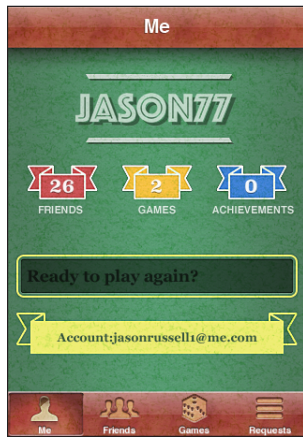 Me
JASON77
26 2 0
FRIENDS GAMES ACHIEVEMENTS
Ready to play again?
Account:jasonrussell1@me.com
Me Friends Games Requests